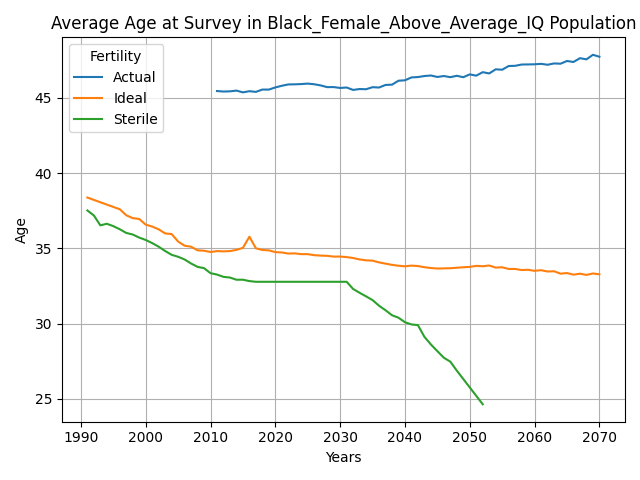 Average Age at Survey in Black_Female_Above_Average_IQ Population
Fertility
Actual
Ideal
Sterile
45
40
35
30
25
Age
1990 2000 2010 2020 2030 2040 2050 2060 2070
Years